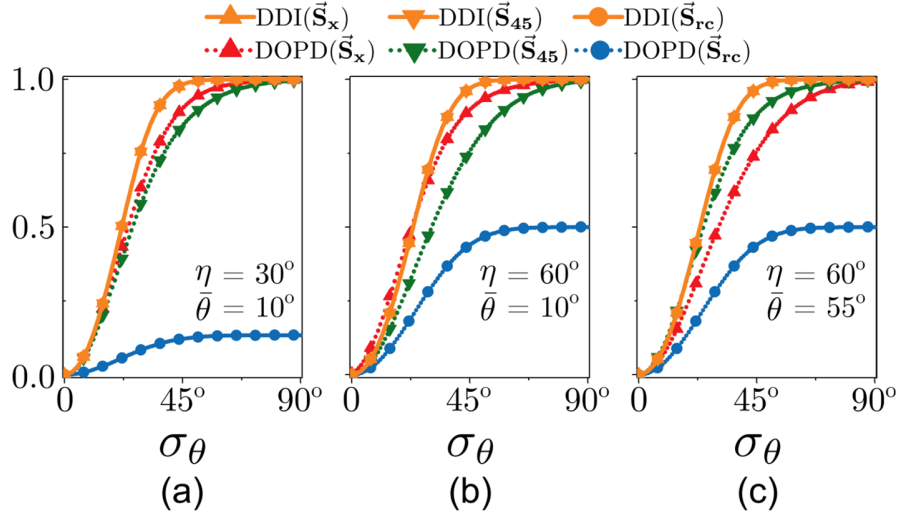 DDI(S⃗x) DDI(S⃗45) DDI(S⃗rc)
DOPD(S⃗x) DOPD(S⃗45) DOPD(S⃗rc)
1.0
0.5
0.0
η = 30° η = 60° η = 60°
θ̄ = 10° θ̄ = 10° θ̄ = 55°
0 45° 90° 0 45° 90° 0 45° 90°
σθ σθ σθ
(a) (b) (c)